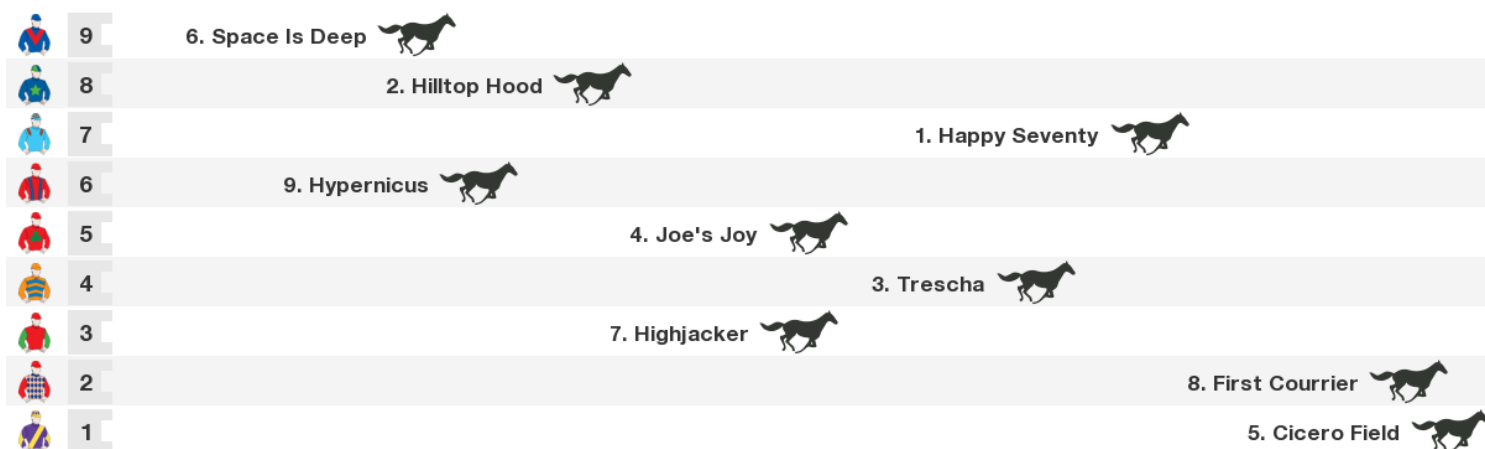 9 6. Space Is Deep
8 2. Hilltop Hood
7 1. Happy Seventy
6 9. Hypernicus
5 4. Joe's Joy
4 3. Trescha
3 7. Highjacker
2 8. First Courrier
1 5. Cicero Field